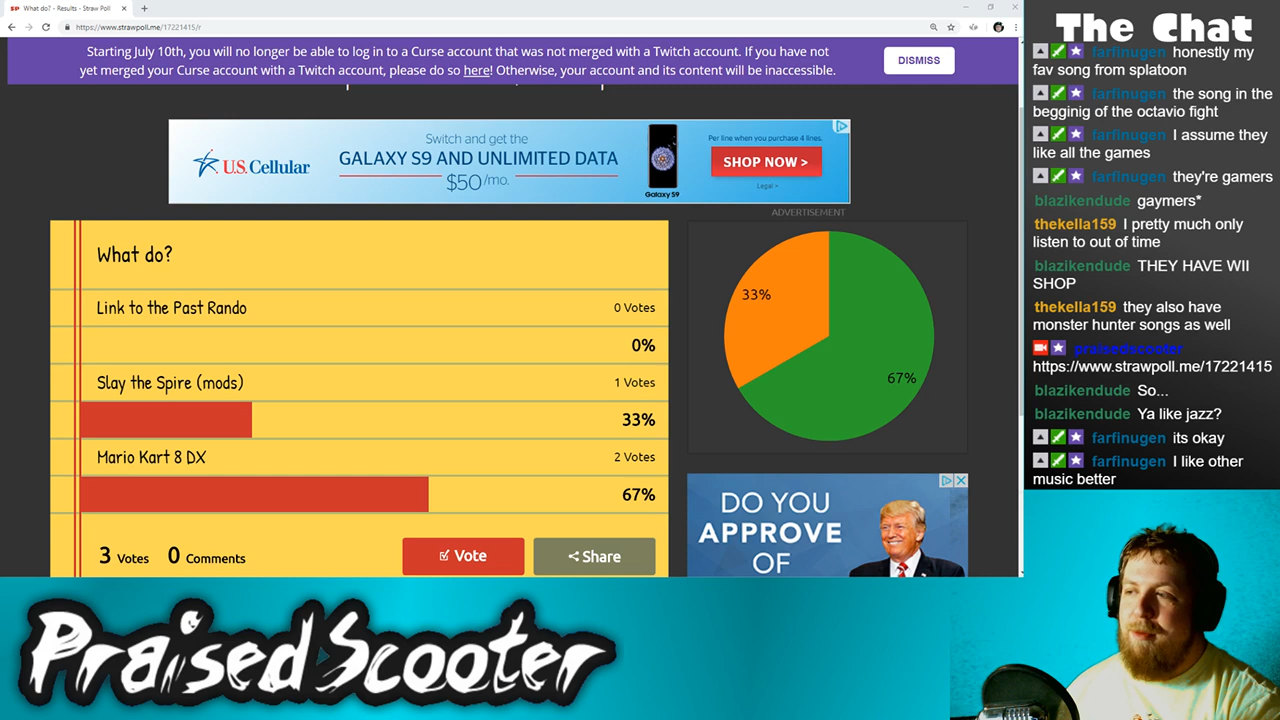 What do? - Results - Straw Poll
https://www.strawpoll.me/17221415/r
Starting July 10th, you will no longer be able to log in to a Curse account that was not merged with a Twitch account. If you have not
yet merged your Curse account with a Twitch account, please do so here! Otherwise, your account and its content will be inaccessible.
DISMISS
U.S. Cellular
Switch and get the
GALAXY S9 AND UNLIMITED DATA
$50/mo.
Galaxy S9
Per line when you purchase 4 lines.
SHOP NOW >
Legal >
ADVERTISEMENT
What do?
Link to the Past Rando
0 Votes
0%
Slay the Spire (mods)
1 Votes
33%
Mario Kart 8 DX
2 Votes
67%
3 Votes 0 Comments
Vote
Share
33%
67%
DO YOU
APPROVE
OF
The Chat
farfinugen honestly my
fav song from splatoon
farfinugen the song in the
begginig of the octavio fight
farfinugen I assume they
like all the games
farfinugen they're gamers
blazikendude gaymers*
thekella159 I pretty much only
listen to out of time
blazikendude THEY HAVE WII
SHOP
thekella159 they also have
monster hunter songs as well
praisedscooter
https://www.strawpoll.me/17221415
blazikendude So...
blazikendude Ya like jazz?
farfinugen its okay
farfinugen I like other
music better
PraisedScooter